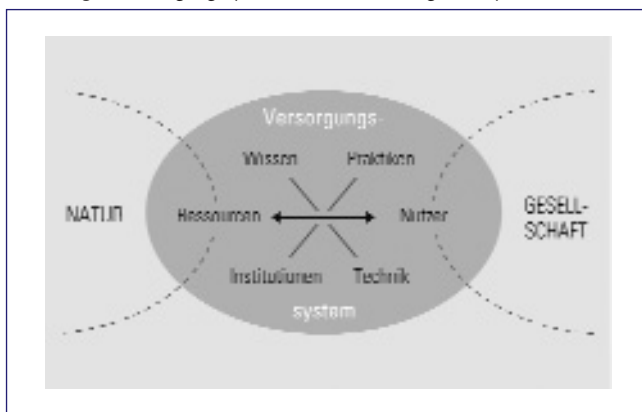 Versorgungs-
Wissen Praktiken
NATUR Ressourcen Nutzer GESELL-
SCHAFT
Institutionen Technik
system